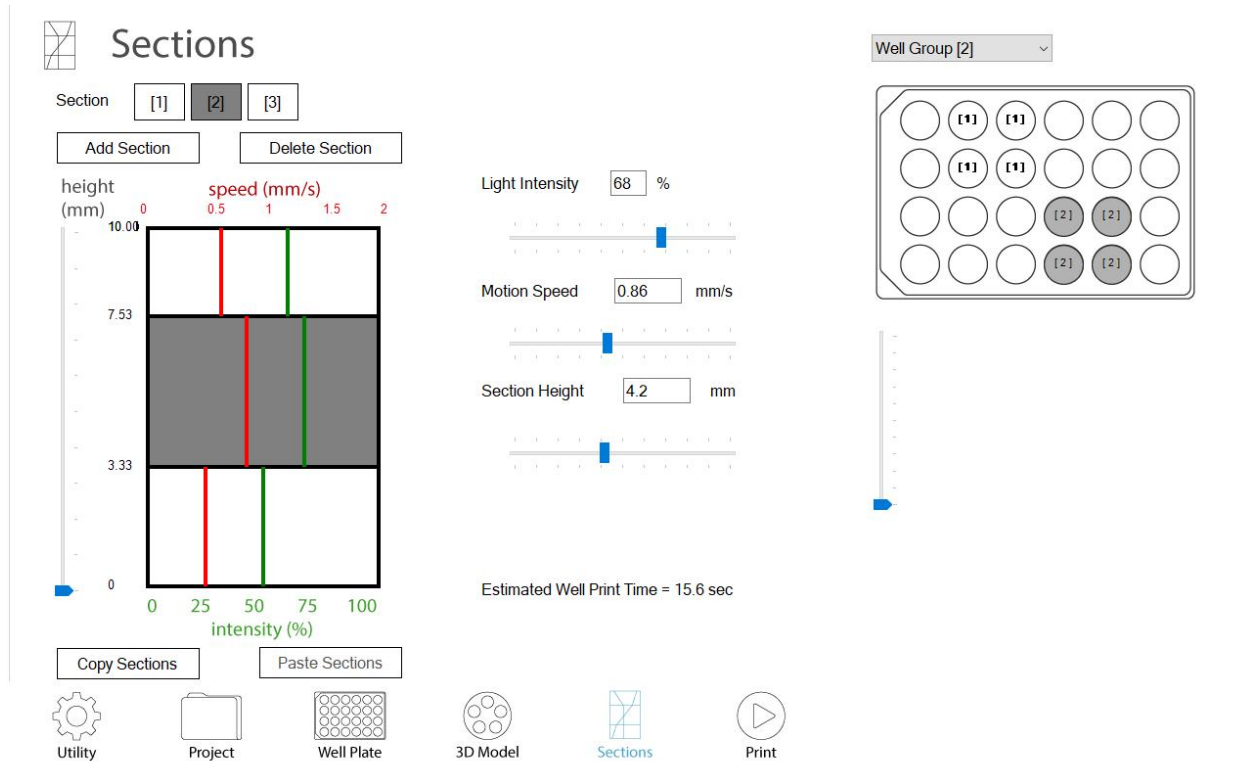 Sections
Well Group [2]
Section [1] [2] [3]
Add Section Delete Section
height (mm)
speed (mm/s)
0 0.5 1 1.5 2
10.00
7.53
3.33
0
0 25 50 75 100
intensity (%)
Copy Sections Paste Sections
Light Intensity 68 %
Motion Speed 0.86 mm/s
Section Height 4.2 mm
Estimated Well Print Time = 15.6 sec
[1] [1]
[1] [1]
[2] [2]
[2] [2]
Utility Project Well Plate 3D Model Sections Print